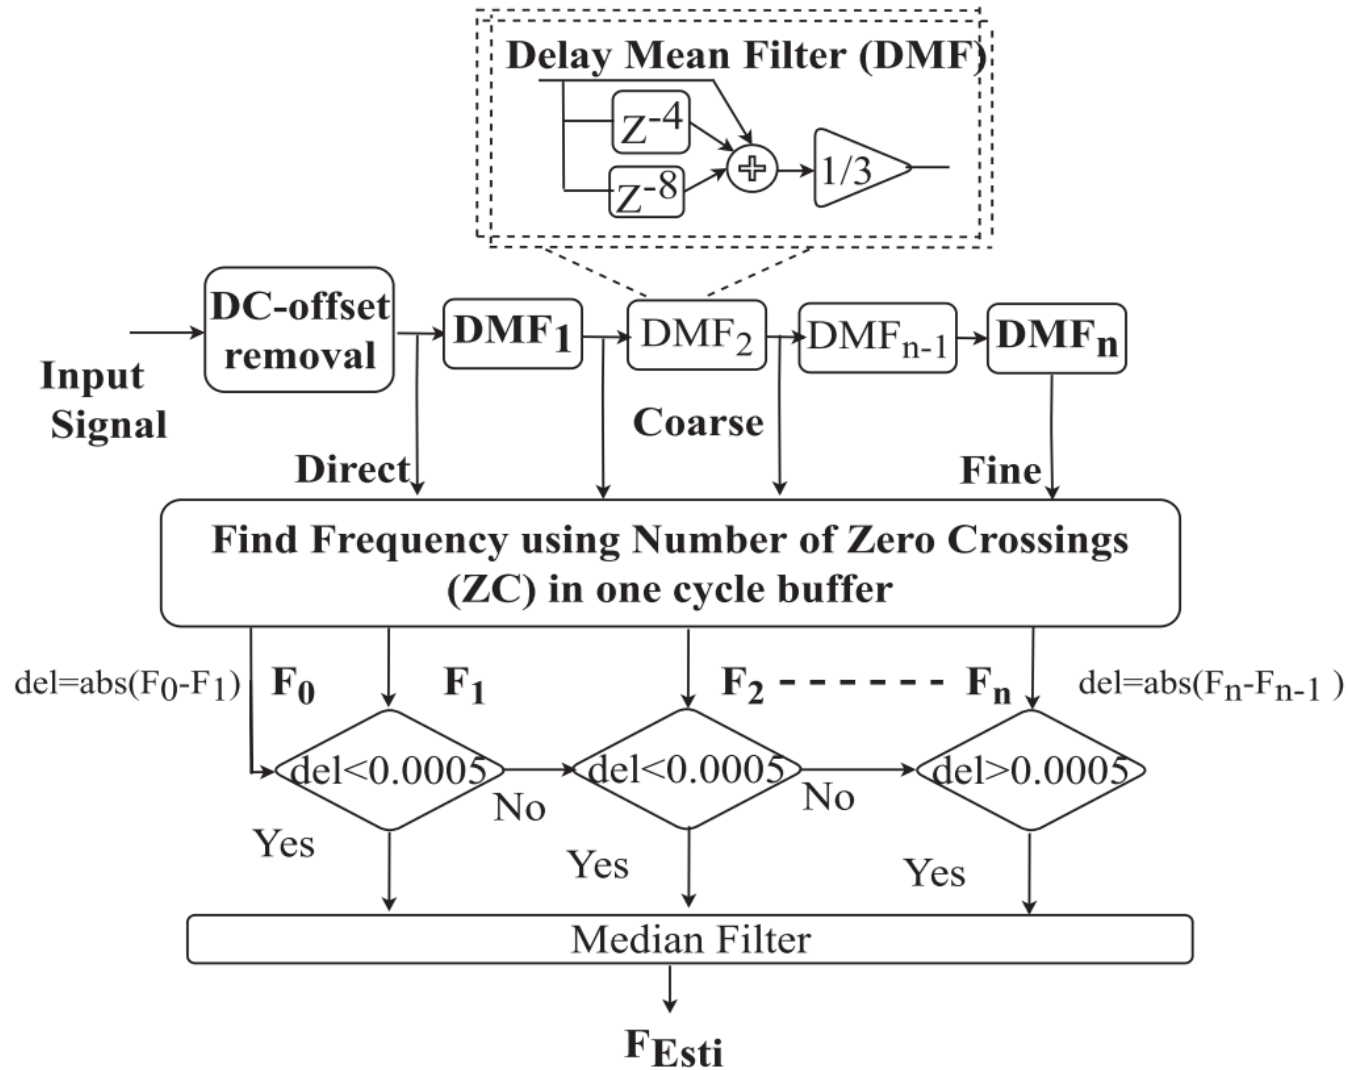 Delay Mean Filter (DMF)
Z-4
Z-8
1/3
DC-offset
removal
DMF1
DMF2
DMFn-1
DMFn
Input
Signal
Direct
Coarse
Fine
Find Frequency using Number of Zero Crossings
(ZC) in one cycle buffer
del=abs(F0-F1)
F0
F1
F2
Fn
del=abs(Fn-Fn-1 )
del<0.0005
No
del<0.0005
No
del>0.0005
Yes
Yes
Yes
Median Filter
FEsti